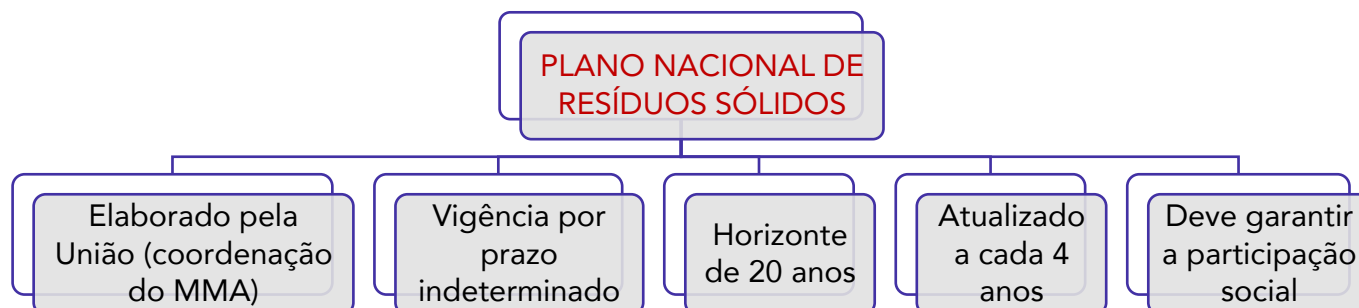 PLANO NACIONAL DE
RESÍDUOS SÓLIDOS
Elaborado pela
União (coordenação
do MMA)
Vigência por
prazo
indeterminado
Horizonte
de 20 anos
Atualizado
a cada 4
anos
Deve garantir
a participação
social